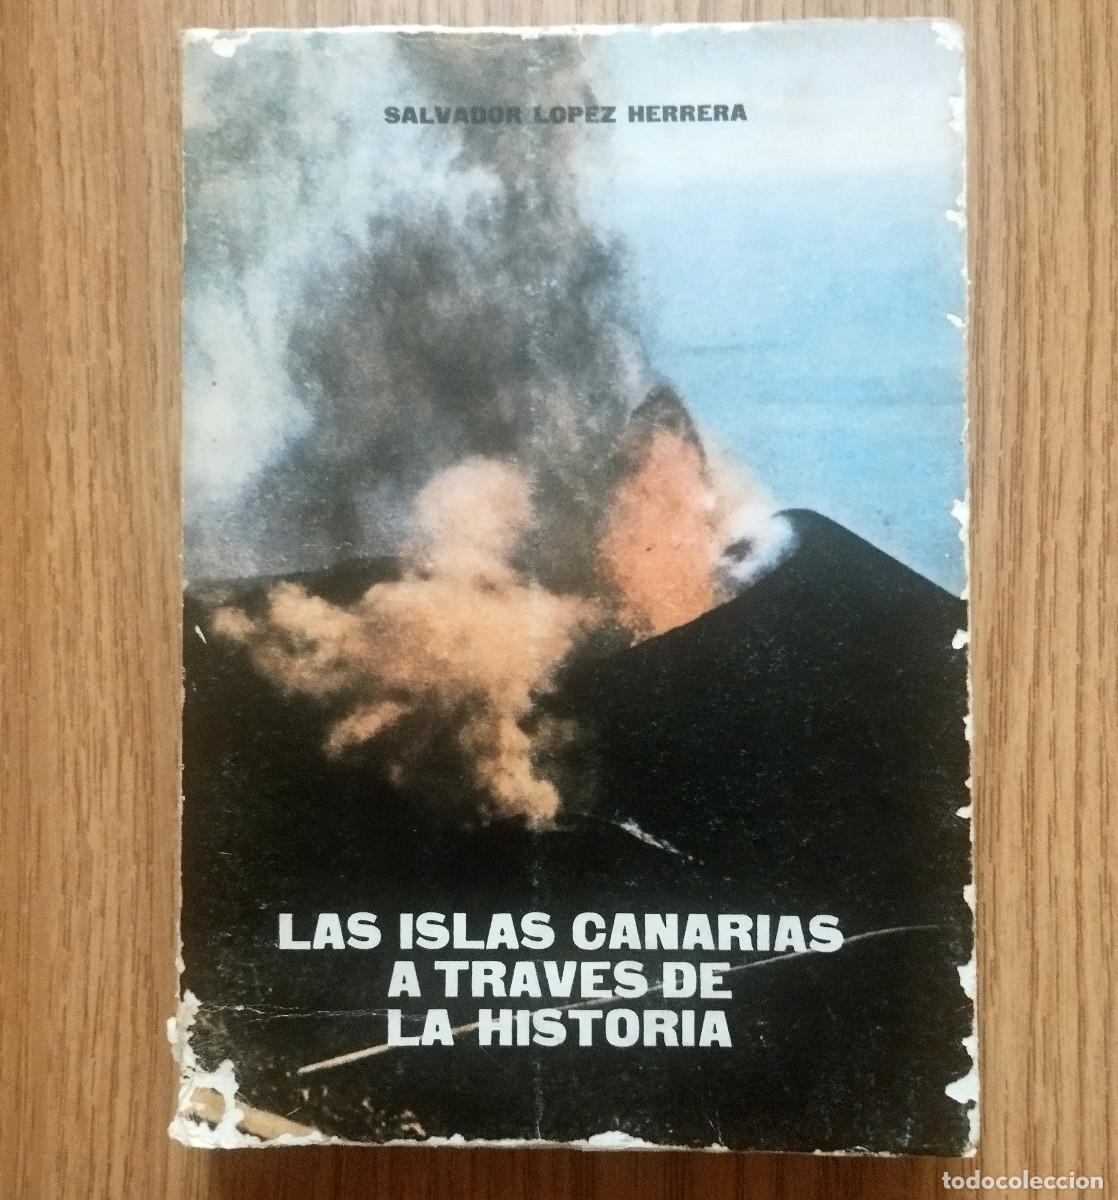 SALVADOR LOPEZ HERRERA
LAS ISLAS CANARIAS
A TRAVES DE
LA HISTORIA
todocoleccion